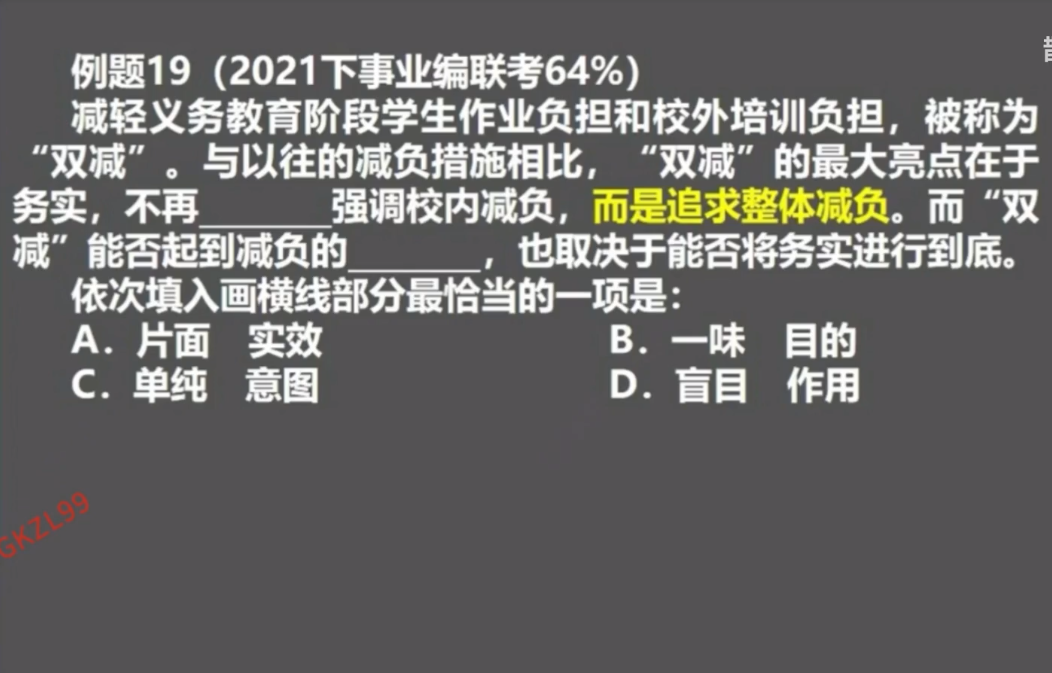 例题19（2021下事业编联考64%）
减轻义务教育阶段学生作业负担和校外培训负担，被称为
“双减”。与以往的减负措施相比，“双减”的最大亮点在于
务实，不再_______强调校内减负，而是追求整体减负。而“双
减”能否起到减负的_______，也取决于能否将务实进行到底。
依次填入画横线部分最恰当的一项是：
A．片面　实效　B．一味　目的
C．单纯　意图　D．盲目　作用
GKZL99